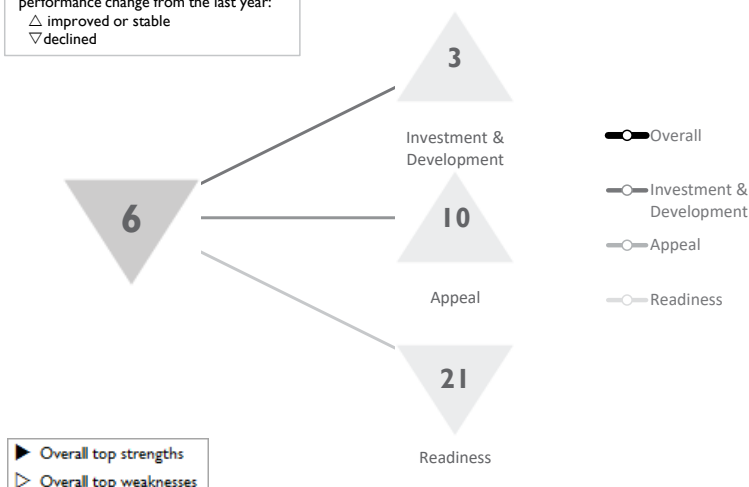 performance change from the last year:
△ improved or stable
▽ declined
3
Investment &
Development
6
10
Appeal
21
Readiness
Overall
Investment &
Development
Appeal
Readiness
▶ Overall top strengths
▷ Overall top weaknesses